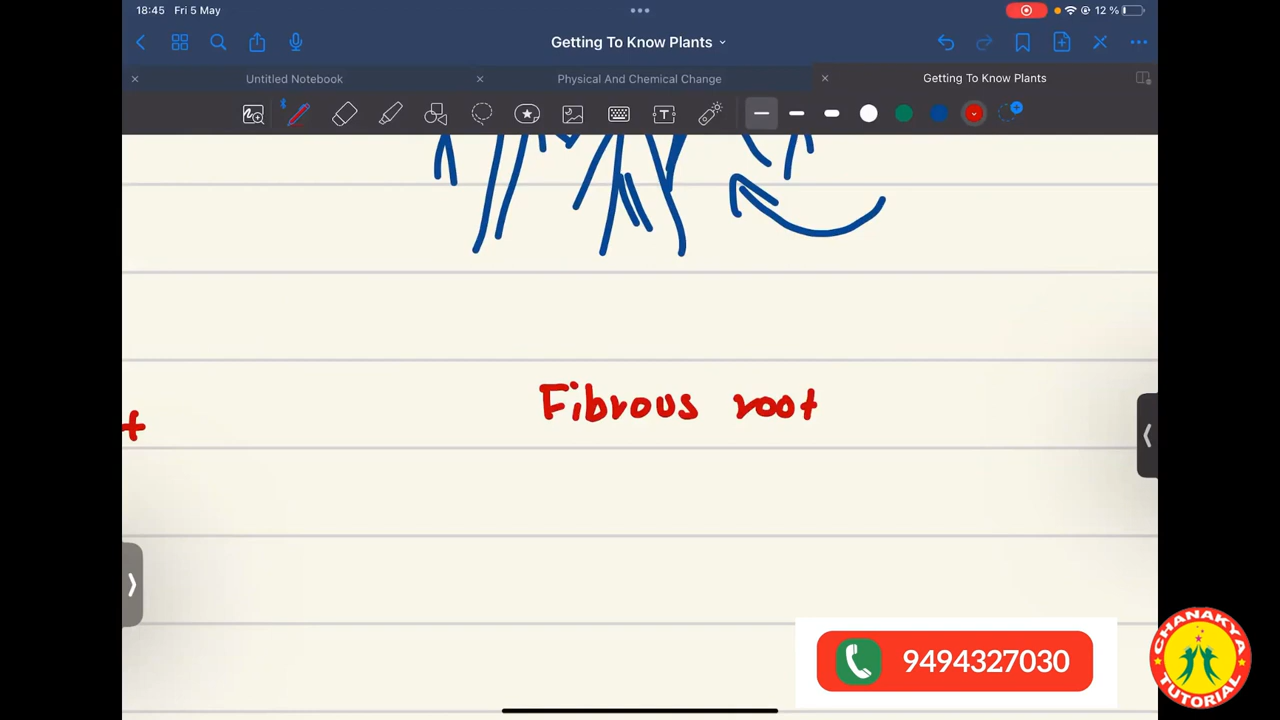 18:45 Fri 5 May 12 %
Getting To Know Plants
Untitled Notebook Physical And Chemical Change Getting To Know Plants
Fibrous root
t
9494327030
CHANAKYA
TUTORIAL